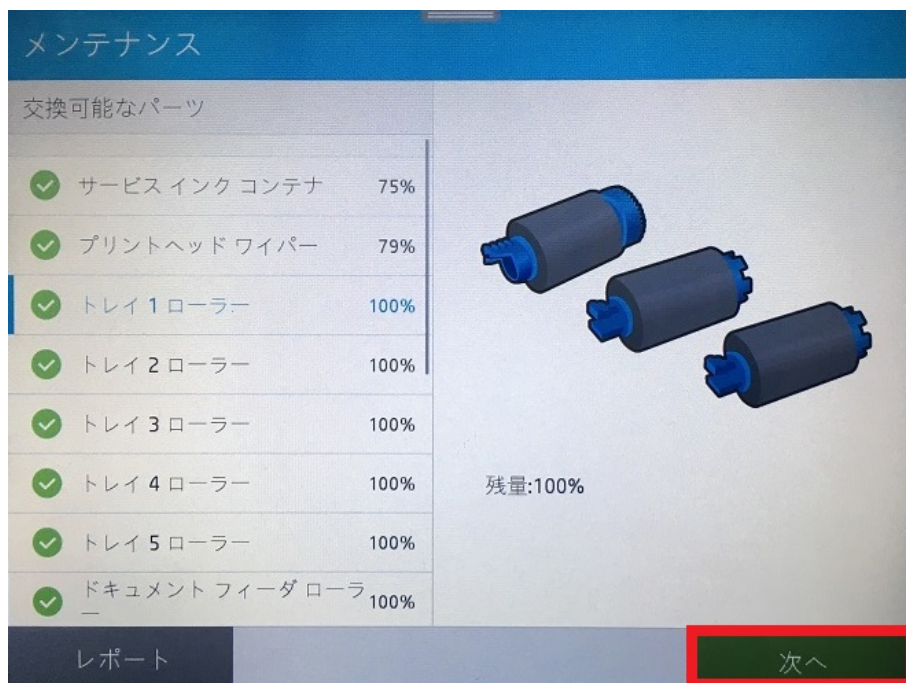 メンテナンス
交換可能なパーツ
サービス インク コンテナ 75%
プリントヘッド ワイパー 79%
トレイ 1 ローラー 100%
トレイ 2 ローラー 100%
トレイ 3 ローラー 100%
トレイ 4 ローラー 100%
残量:100%
トレイ 5 ローラー 100%
ドキュメント フィーダ ローラ
ー 100%
レポート
次へ